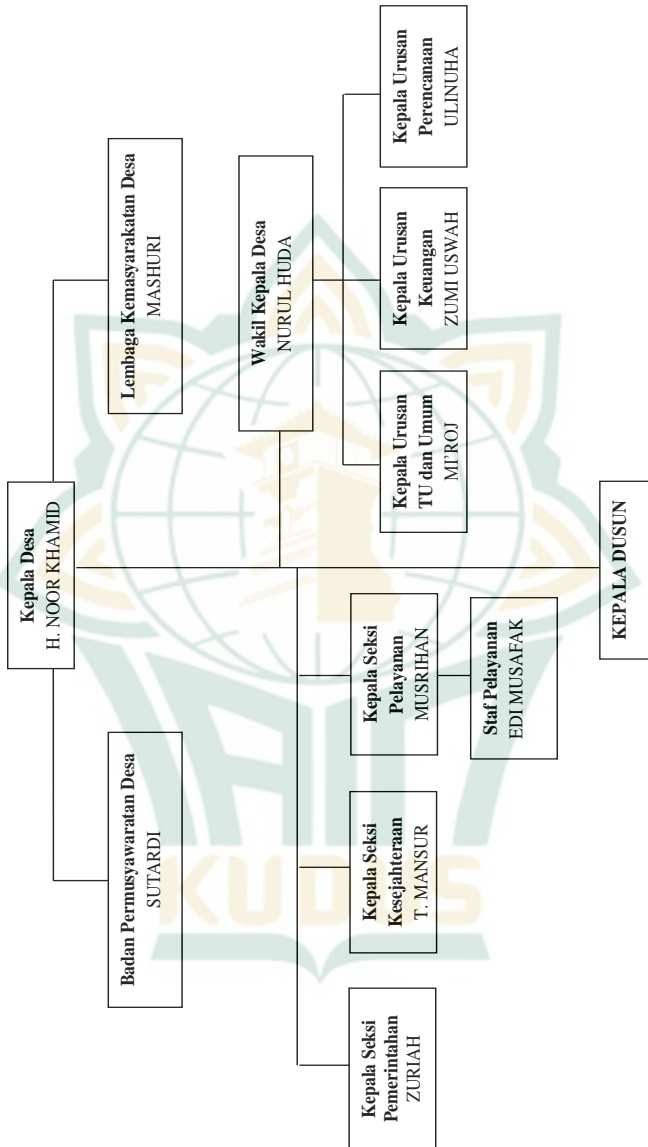 Kepala Desa
H. NOOR KHAMID
Badan Permusyawaratan Desa
SUTARDI
Lembaga Kemasyarakatan Desa
MASHURI
Wakil Kepala Desa
NURUL HUDA
Kepala Seksi
Pemerintahan
ZURIAH
Kepala Seksi
Kesejahteraan
T. MANSUR
Kepala Seksi
Pelayanan
MUSRIHAN
Kepala Urusan
TU dan Umum
MI'ROJ
Kepala Urusan
Keuangan
ZUMI USWAH
Kepala Urusan
Perencanaan
ULINUHA
Staf Pelayanan
EDI MUSAFAK
KEPALA DUSUN
KUDUS